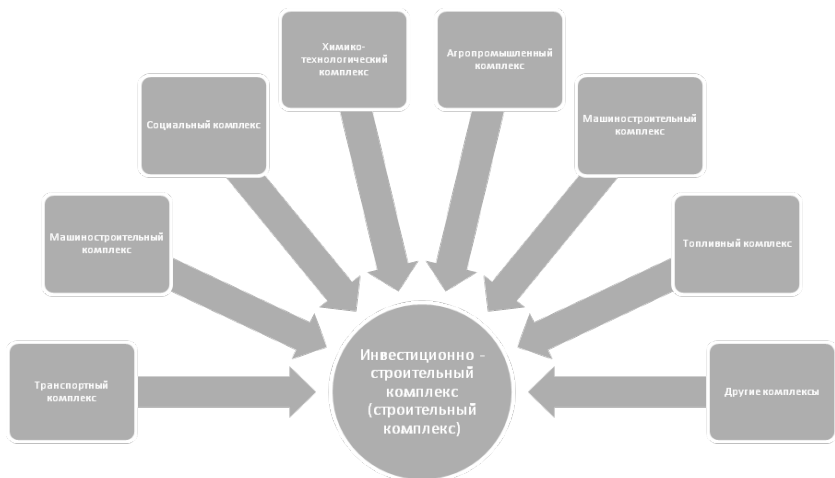 Химико-
технологический
комплекс
Агропромышленный
комплекс
Социальный комплекс
Машиностроительный
комплекс
Машиностроительный
комплекс
Топливный комплекс
Транспортный
комплекс
Инвестиционно -
строительный
комплекс
(строительный
комплекс)
Другие комплексы